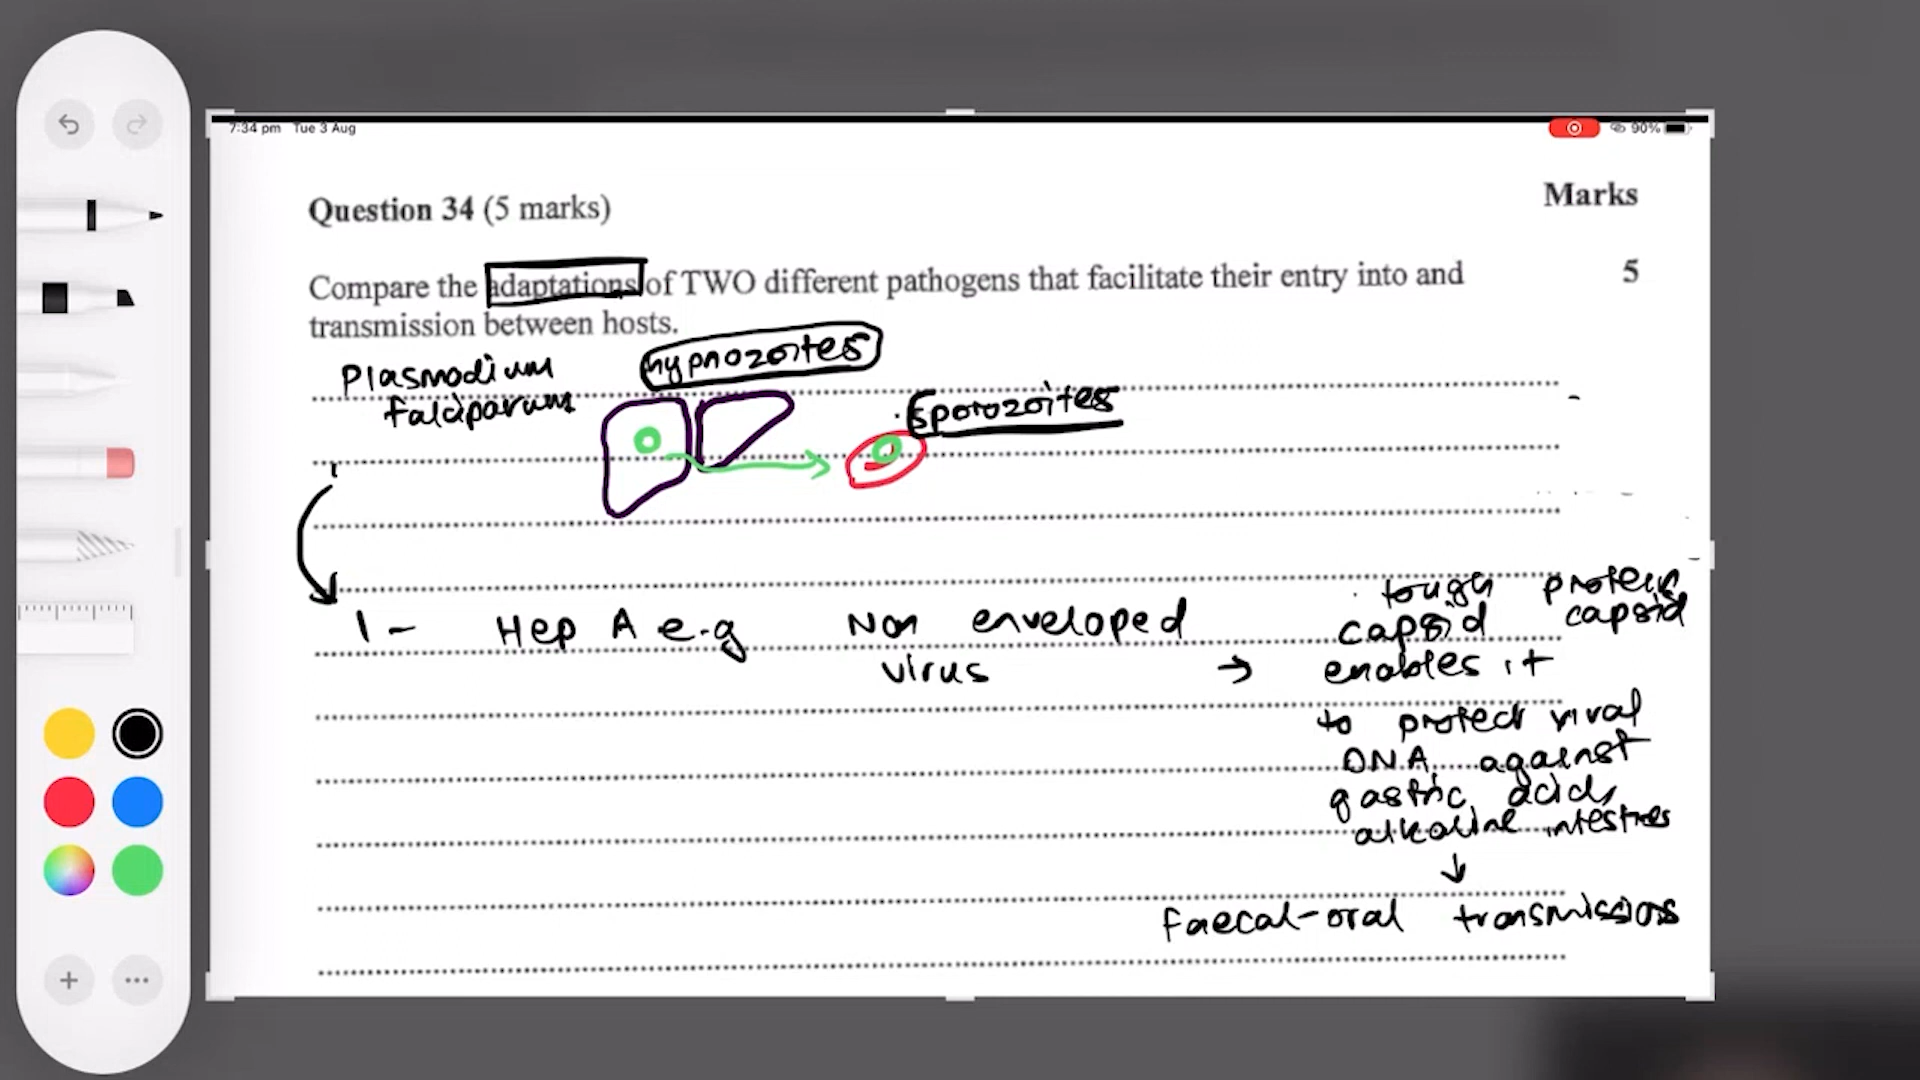 7:34 pm Tue 3 Aug
90%
Question 34 (5 marks)
Marks
Compare the adaptations of TWO different pathogens that facilitate their entry into and
5
transmission between hosts.
Plasmodium
falciparum
hypnozoites
sporozoites
1- Hep A e.g Non enveloped
virus
→
tough protein
capsid capsid
enables it
to protect viral
DNA against
gastric acids
alkaline intestines
↓
Faecal-oral transmission